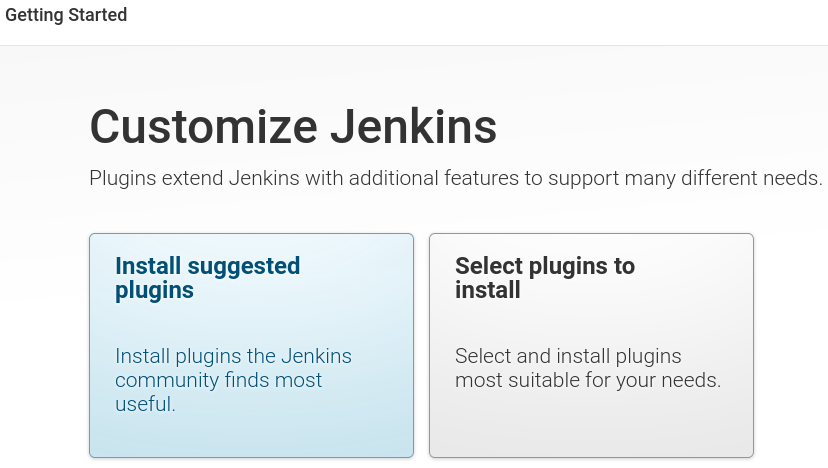 Getting Started
Customize Jenkins
Plugins extend Jenkins with additional features to support many different needs.
Install suggested
plugins
Install plugins the Jenkins
community finds most
useful.
Select plugins to
install
Select and install plugins
most suitable for your needs.